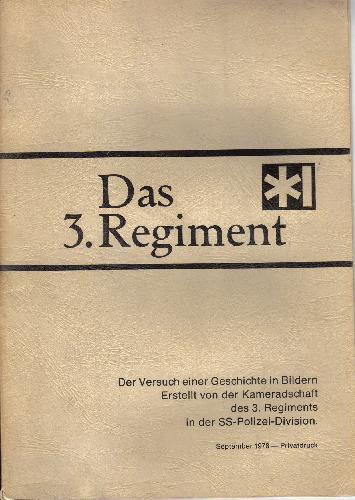 Das
3. Regiment
Der Versuch einer Geschichte in Bildern
Erstellt von der Kameradschaft
des 3. Regiments
in der SS-Polizei-Division.
September 1978 — Privatdruck